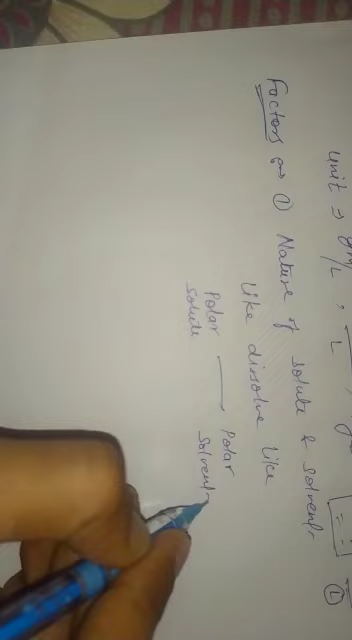 unit → gm/L,
Factors ① Nature of solute & solvent
like dissolve like
Polar — Polar
solute solvent